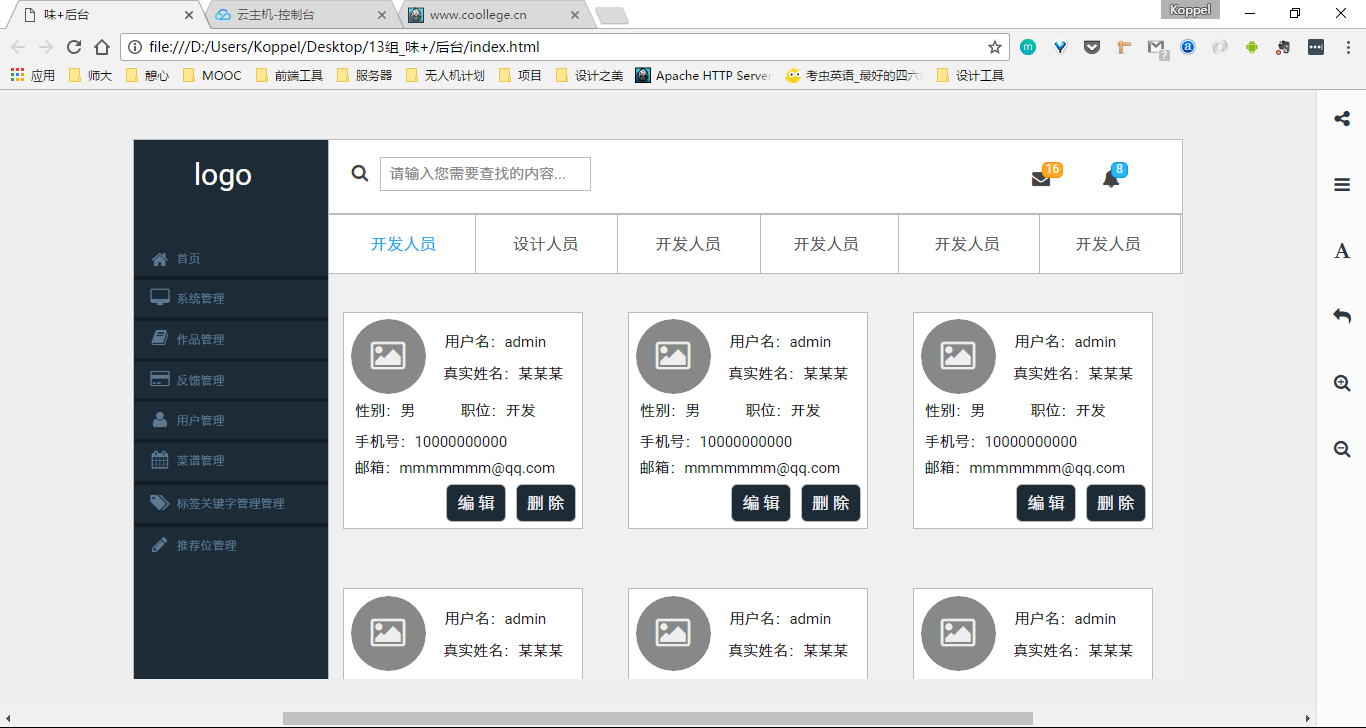 味+后台
云主机-控制台
www.coollege.cn
Koppel
file:///D:/Users/Koppel/Desktop/13组_味+/后台/index.html
应用 师大 憩心 MOOC 前端工具 服务器 无人机计划 项目 设计之美 Apache HTTP Server 考虫英语_最好的四六 设计工具
logo
请输入您需要查找的内容...
16
8
开发人员 设计人员 开发人员 开发人员 开发人员 开发人员
首页
系统管理
作品管理
反馈管理
用户管理
菜谱管理
标签关键字管理管理
推荐位管理
用户名：admin
真实姓名：某某某
性别：男 职位：开发
手机号：10000000000
邮箱：mmmmmmm@qq.com
编 辑 删 除
用户名：admin
真实姓名：某某某
性别：男 职位：开发
手机号：10000000000
邮箱：mmmmmmm@qq.com
编 辑 删 除
用户名：admin
真实姓名：某某某
性别：男 职位：开发
手机号：10000000000
邮箱：mmmmmmm@qq.com
编 辑 删 除
用户名：admin
真实姓名：某某某
用户名：admin
真实姓名：某某某
用户名：admin
真实姓名：某某某